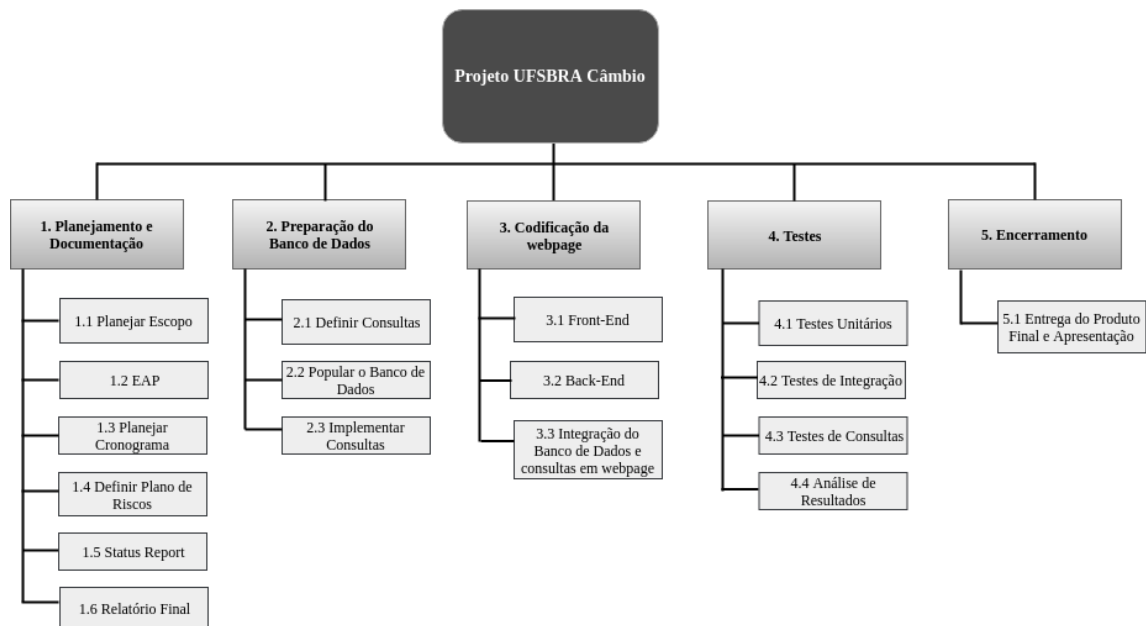 Projeto UFSBRA Câmbio
1. Planejamento e
Documentação
1.1 Planejar Escopo
1.2 EAP
1.3 Planejar
Cronograma
1.4 Definir Plano de
Riscos
1.5 Status Report
1.6 Relatório Final
2. Preparação do
Banco de Dados
2.1 Definir Consultas
2.2 Popular o Banco de
Dados
2.3 Implementar
Consultas
3. Codificação da
webpage
3.1 Front-End
3.2 Back-End
3.3 Integração do
Banco de Dados e
consultas em webpage
4. Testes
4.1 Testes Unitários
4.2 Testes de Integração
4.3 Testes de Consultas
4.4 Análise de
Resultados
5. Encerramento
5.1 Entrega do Produto
Final e Apresentação